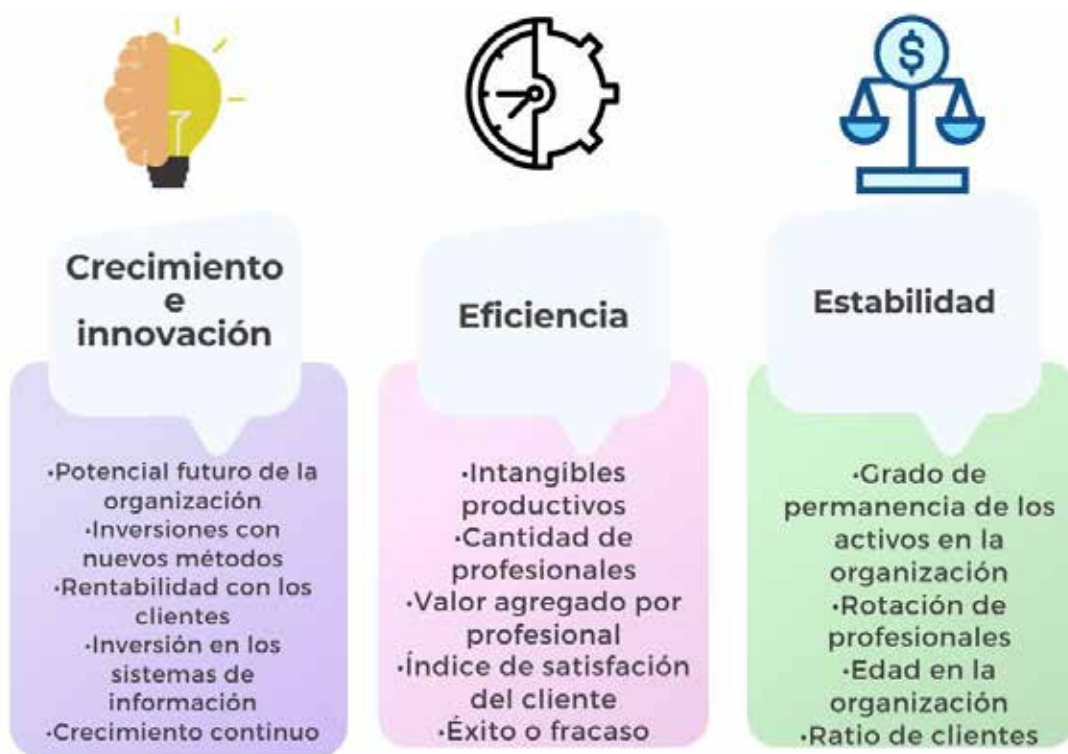 Crecimiento
e
innovación
•Potencial futuro de la
organización
•Inversiones con
nuevos métodos
•Rentabilidad con los
clientes
•Inversión en los
sistemas de
información
•Crecimiento continuo
Eficiencia
•Intangibles
productivos
•Cantidad de
profesionales
•Valor agregado por
profesional
•Índice de satisfacción
del cliente
•Éxito o fracaso
$
Estabilidad
•Grado de
permanencia de los
activos en la
organización
•Rotación de
profesionales
•Edad en la
organización
•Ratio de clientes